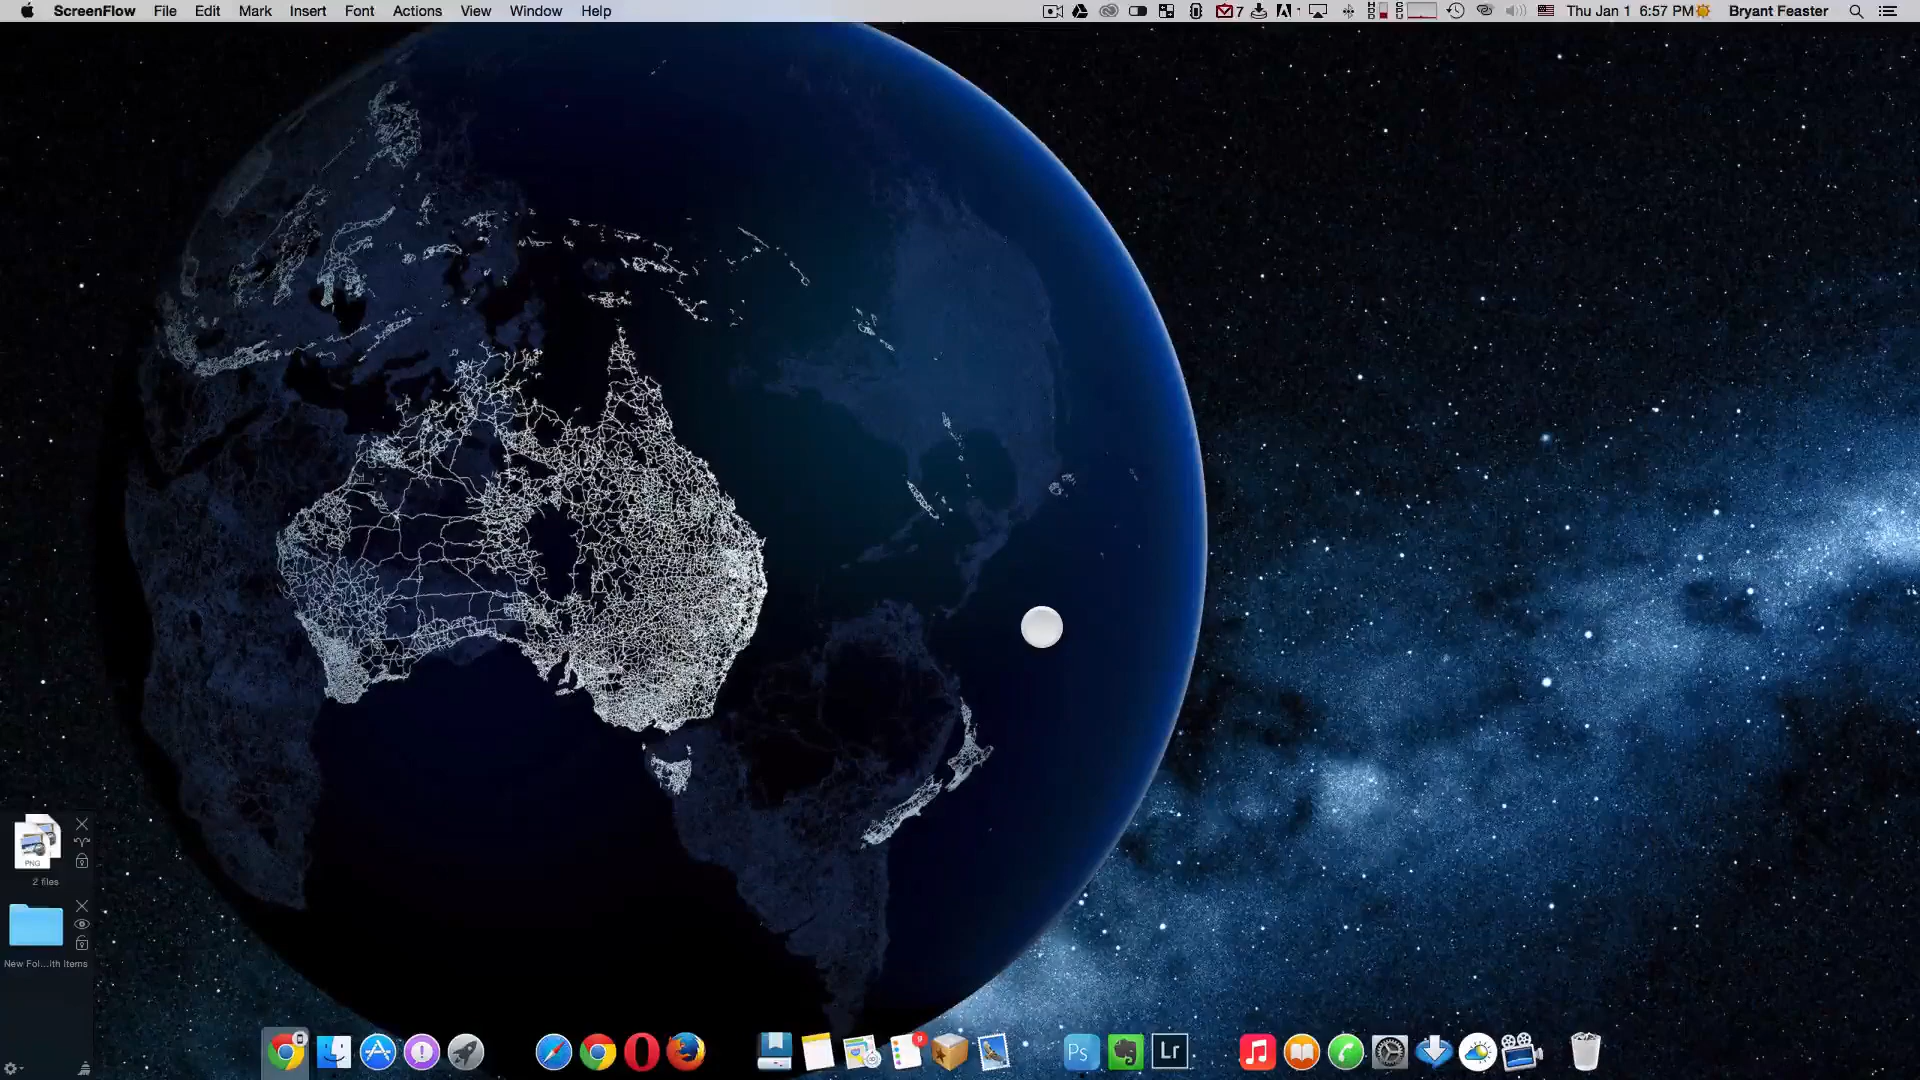 ScreenFlow File Edit Mark Insert Font Actions View Window Help 7 Thu Jan 1 6:57 PM Bryant Feaster
PNG
2 files
New Fol...ith Items
9
Ps
Lr